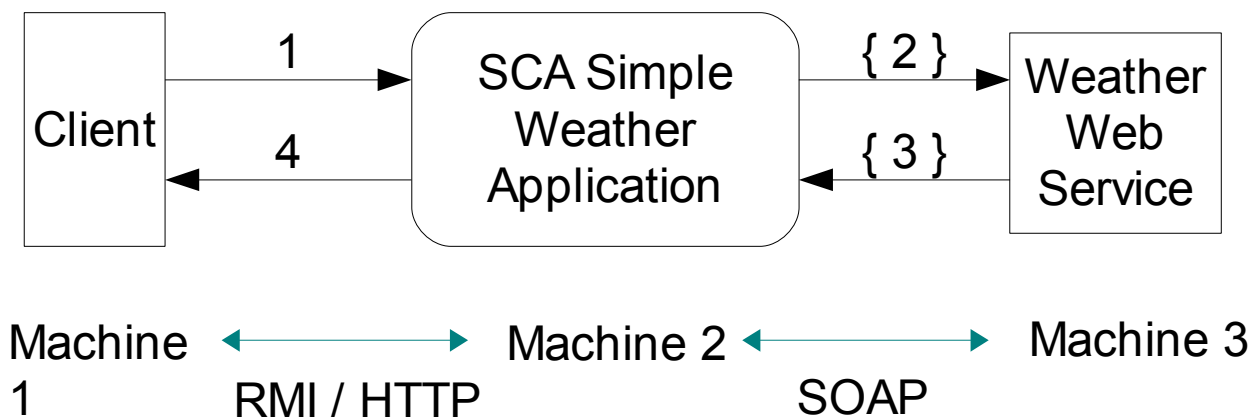 1
SCA Simple
Weather
Application
{ 2 }
Weather
Web
Service
Client
4
{ 3 }
Machine
1
RMI / HTTP
Machine 2
SOAP
Machine 3